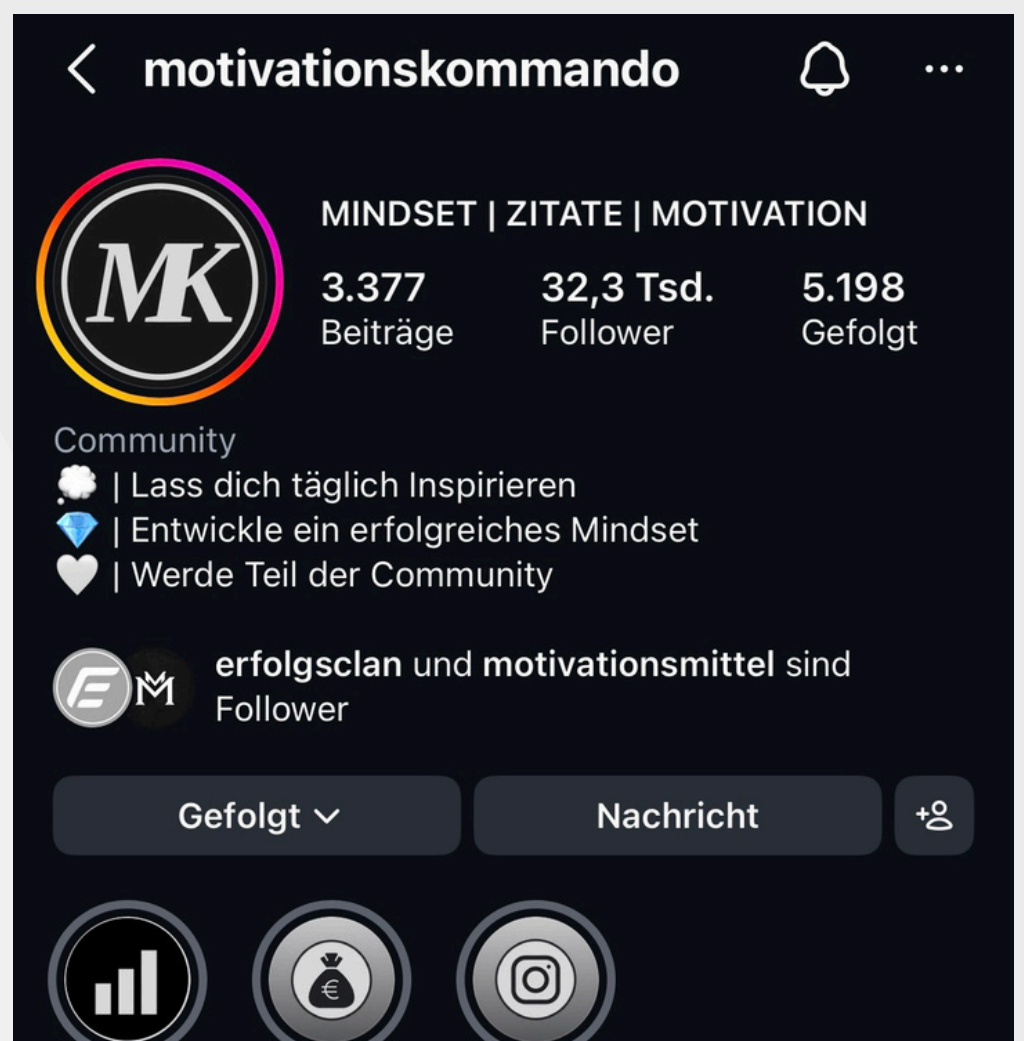 motivationskommando
MK
MINDSET | ZITATE | MOTIVATION
3.377 32,3 Tsd. 5.198
Beiträge Follower Gefolgt
Community
💭 | Lass dich täglich Inspirieren
💎 | Entwickle ein erfolgreiches Mindset
🤍 | Werde Teil der Community
erfolgsclan und motivationsmittel sind
Follower
Gefolgt Nachricht
€